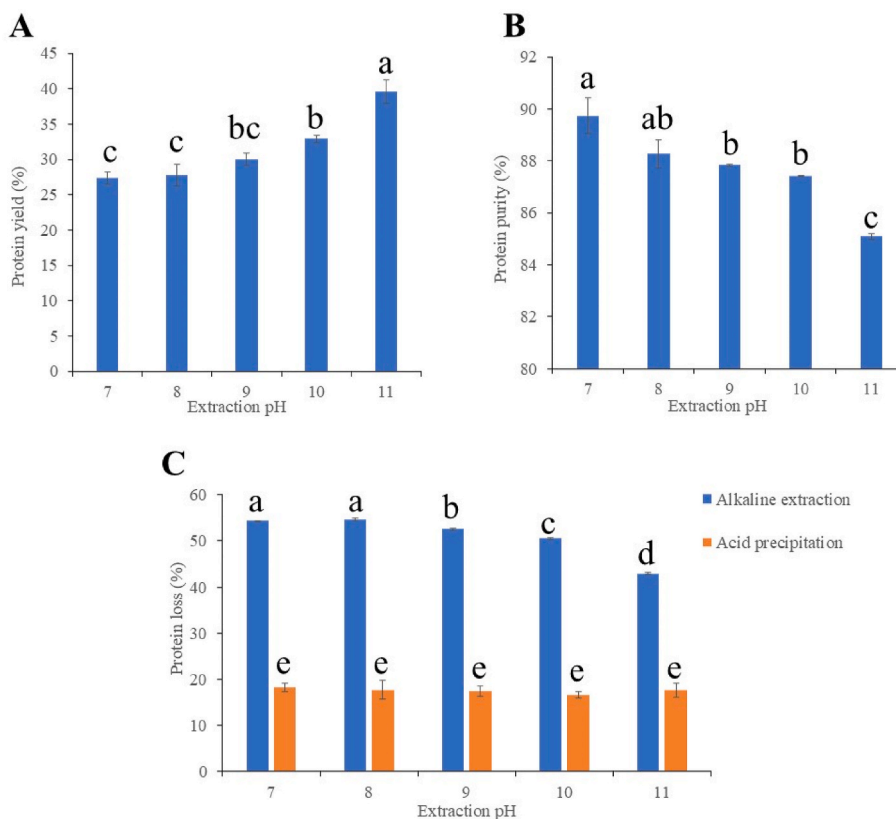 A
Protein yield (%)
45
40
35
30
25
20
15
10
5
0
c
c
bc
b
a
7 8 9 10 11
Extraction pH
B
Protein purity (%)
92
90
88
86
84
82
80
a
ab
b
b
c
7 8 9 10 11
Extraction pH
C
Protein loss (%)
60
50
40
30
20
10
0
a a b c d
e e e e e
7 8 9 10 11
Extraction pH
Alkaline extraction
Acid precipitation